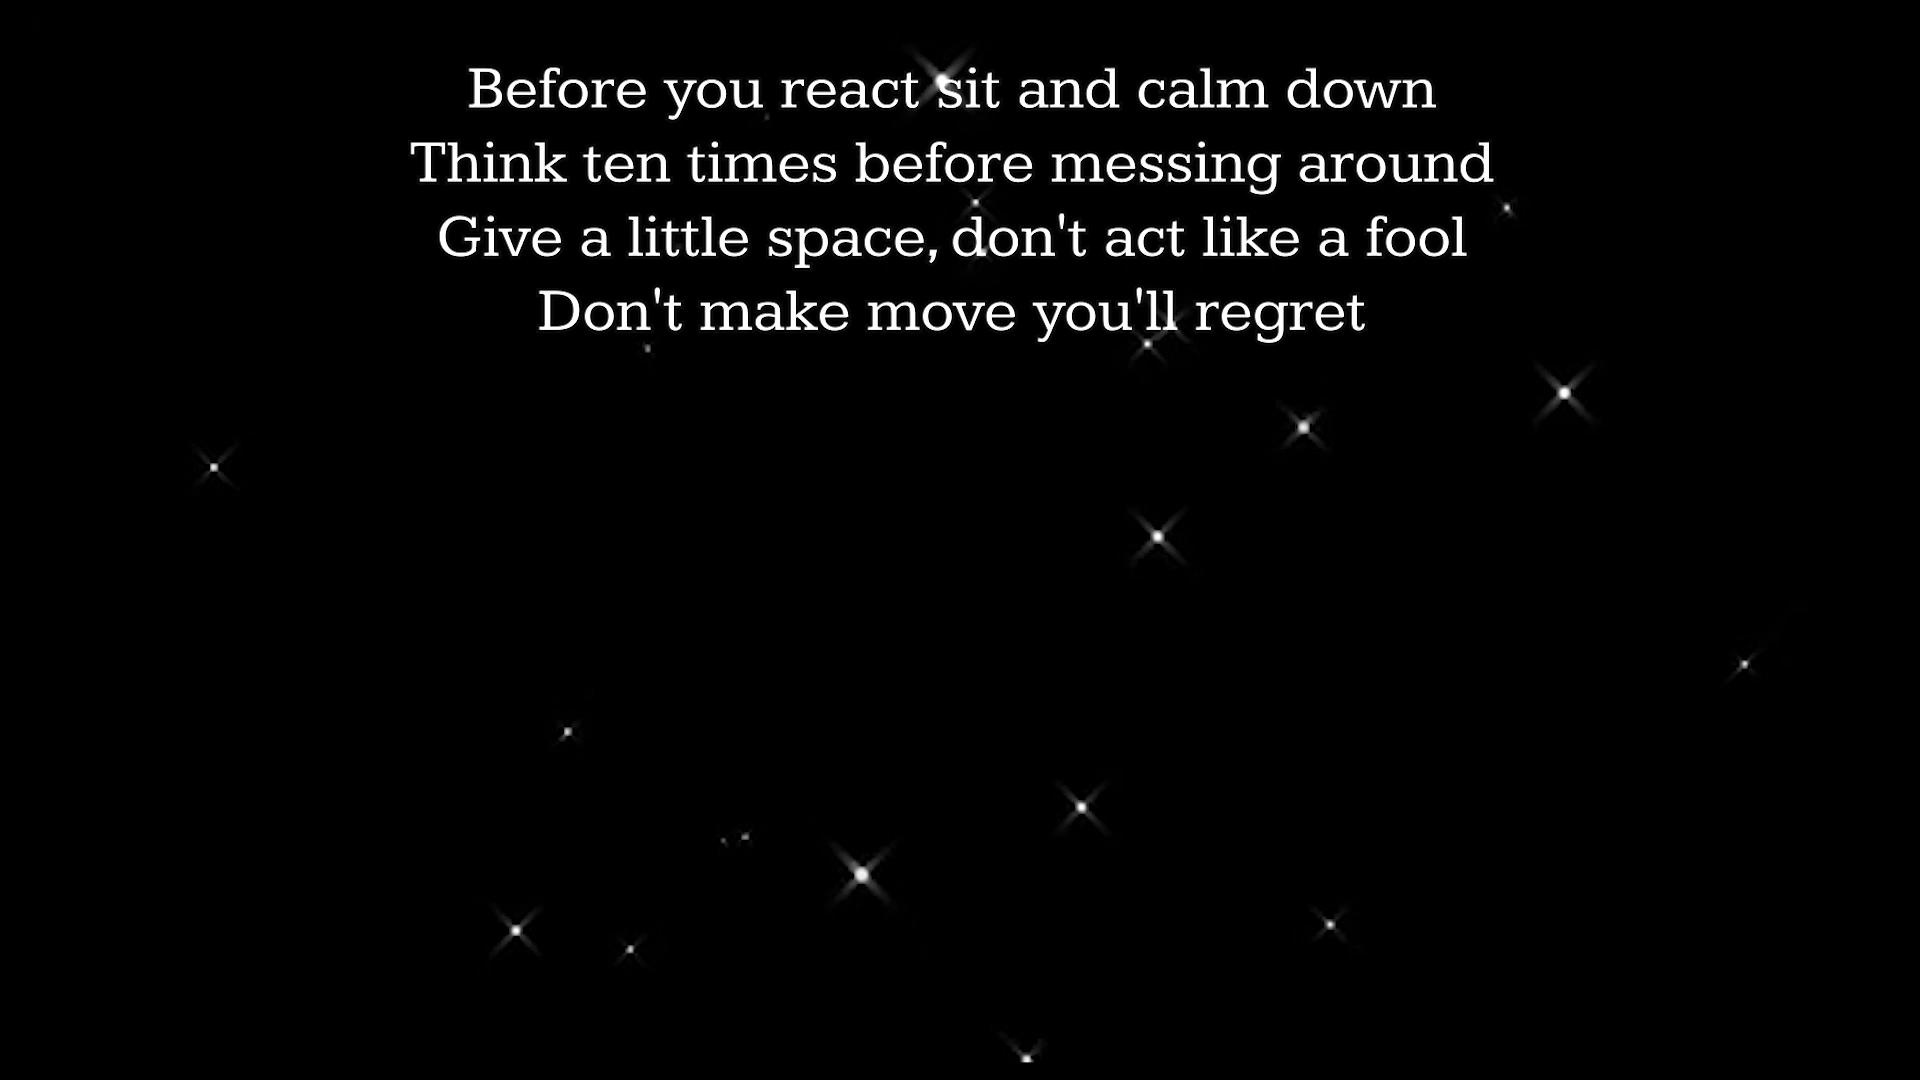 Before you react sit and calm down
Think ten times before messing around
Give a little space, don't act like a fool
Don't make move you'll regret